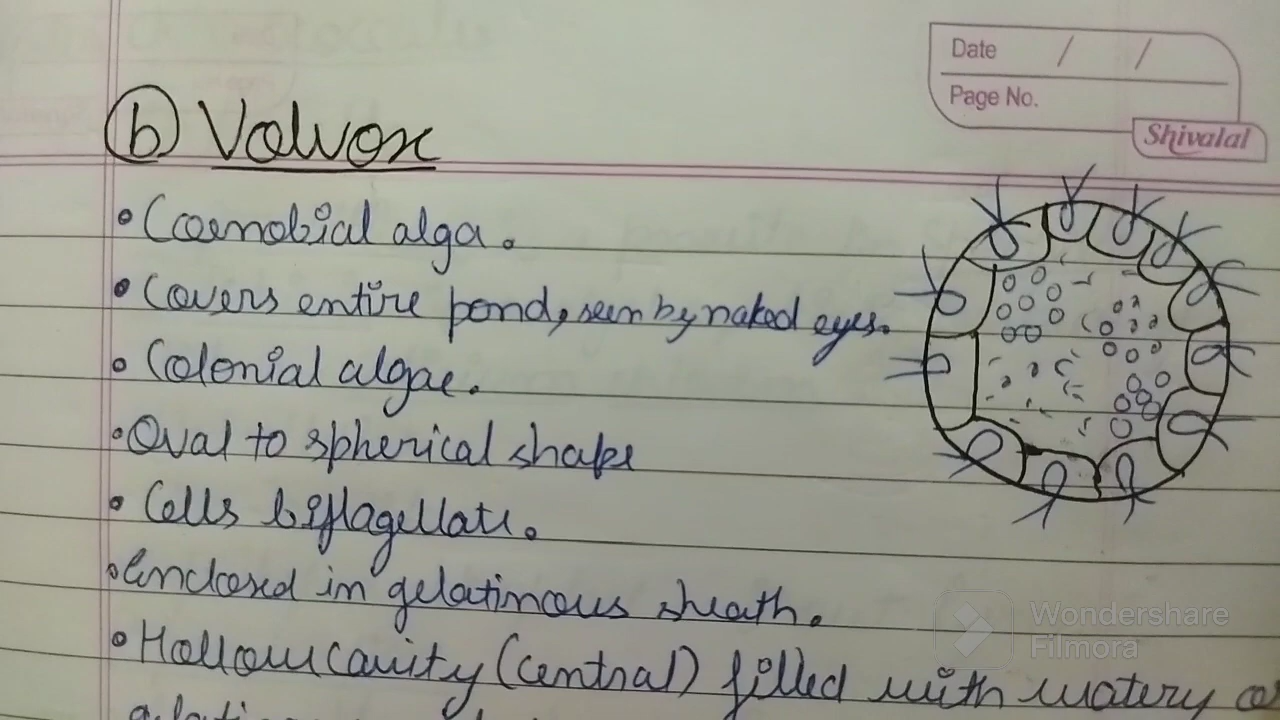 Date / /
Page No.
Shivalal
b) Volvox
• Coenobial alga.
• Covers entire pond, seen by naked eyes.
• Colonial algae.
• Oval to spherical shape
• Cells biflagellate.
• Enclosed in gelatinous sheath.
• Hollow cavity (central) filled with watery
Wondershare
Filmora